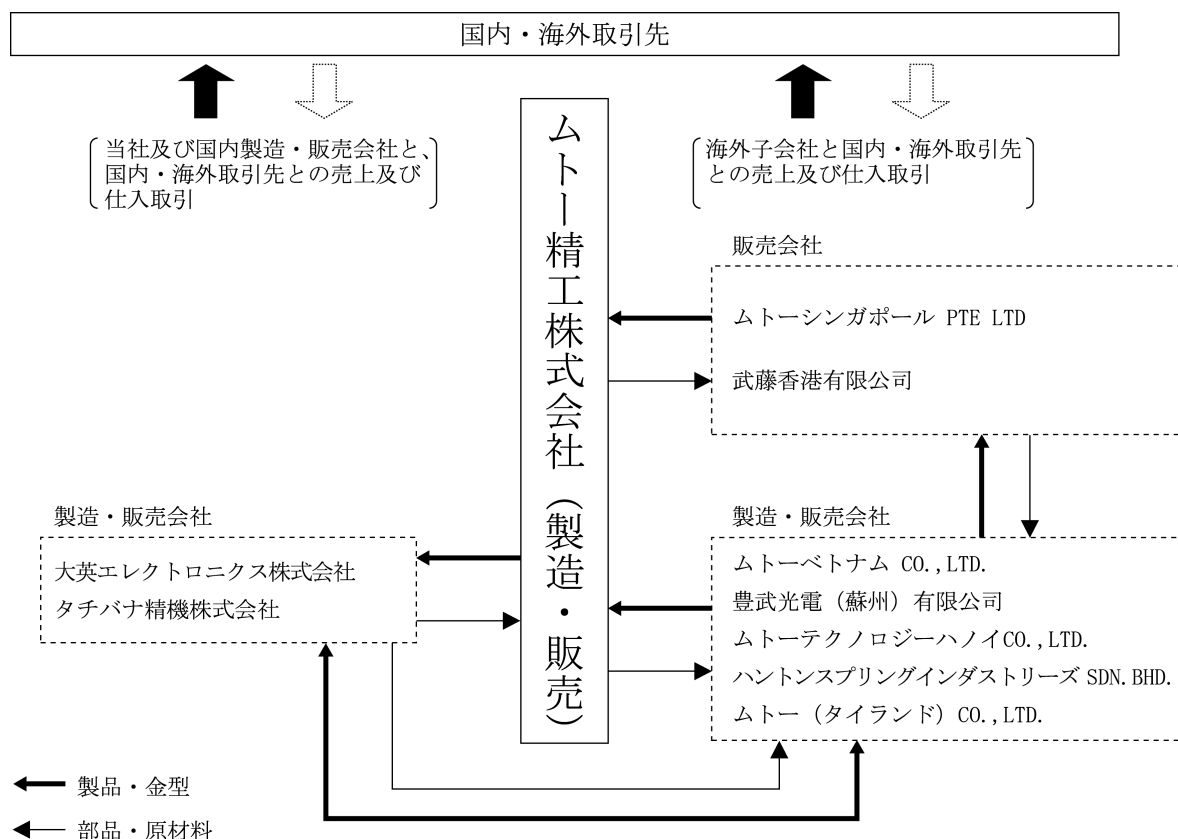 国内・海外取引先
当社及び国内製造・販売会社と、
国内・海外取引先との売上及び
仕入取引
海外子会社と国内・海外取引先
との売上及び仕入取引
ムトー精工株式会社（製造・販売）
販売会社
ムトーシンガポール PTE LTD
武藤香港有限公司
製造・販売会社
大英エレクトロニクス株式会社
タチバナ精機株式会社
製造・販売会社
ムトーベトナム CO.,LTD.
豊武光電（蘇州）有限公司
ムトーテクノロジーハノイCO.,LTD.
ハントンスプリングインダストリーズ SDN.BHD.
ムトー（タイランド）CO.,LTD.
製品・金型
部品・原材料